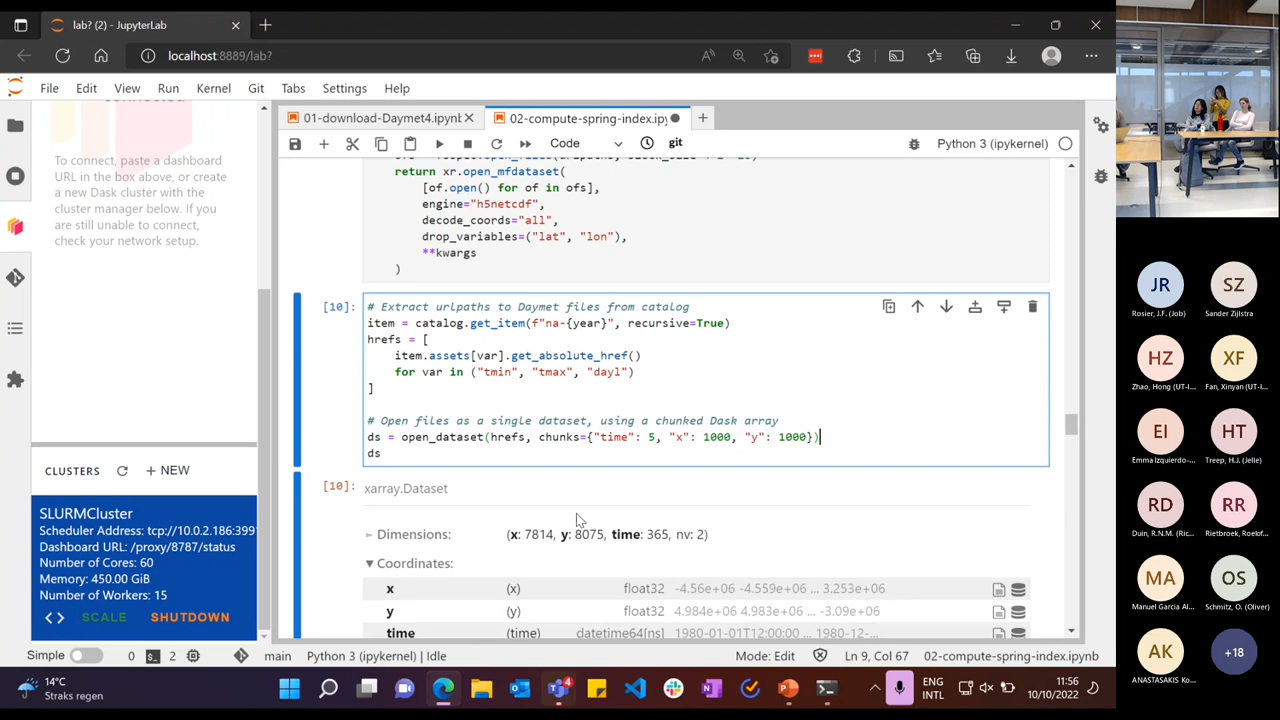 lab? (2) - JupyterLab
localhost:8889/lab?
File Edit View Run Kernel Git Tabs Settings Help
01-download-Daymet4.ipynb
02-compute-spring-index.ipy
Code
git
Python 3 (ipykernel)
To connect, paste a dashboard
URL in the box above, or create
a new Dask cluster with the
cluster manager below. If you
are still unable to connect,
check your network setup.
CLUSTERS + NEW
SLURMCluster
Scheduler Address: tcp://10.0.2.186:399
Dashboard URL: /proxy/8787/status
Number of Cores: 60
Memory: 450.00 GiB
Number of Workers: 15
<> SCALE SHUTDOWN
return xr.open_mfdataset(
[of.open() for of in ofs],
engine="h5netcdf",
decode_coords="all",
drop_variables=("lat", "lon"),
**kwargs
)
[10]:
# Extract urlpaths to Daymet files from catalog
item = catalog.get_item(f"na-{year}", recursive=True)
hrefs = [
item.assets[var].get_absolute_href()
for var in ("tmin", "tmax", "dayl")
]
# Open files as a single dataset, using a chunked Dask array
ds = open_dataset(hrefs, chunks={"time": 5, "x": 1000, "y": 1000})
ds
[10]: xarray.Dataset
Dimensions: (x: 7814, y: 8075, time: 365, nv: 2)
Coordinates:
x (x) float32 -4.56e+06 -4.559e+06 ... 3.253e+06
y (y) float32 4.984e+06 4.983e+06 ... -3.09e+06
time (time) datetime64[ns] 1980-01-01T12:00:00 ... 1980-12-...
Simple 0 2 main Python 3 (ipykernel) | Idle Mode: Edit Ln 9, Col 67 02-compute-spring-index.ipynb
14°C
Straks regen
4
ENG
INTL
11:56
10/10/2022
JR
Rosier, J.F. (Job)
SZ
Sander Zijlstra
HZ
Zhao, Hong (UT-I...
XF
Fan, Xinyan (UT-I...
EI
Emma Izquierdo-...
HT
Treep, H.J. (Jelle)
RD
Duin, R.N.M. (Ric...
RR
Rietbroek, Roelof...
MA
Manuel Garcia Al...
OS
Schmitz, O. (Oliver)
AK
ANASTASAKIS Ko...
+18